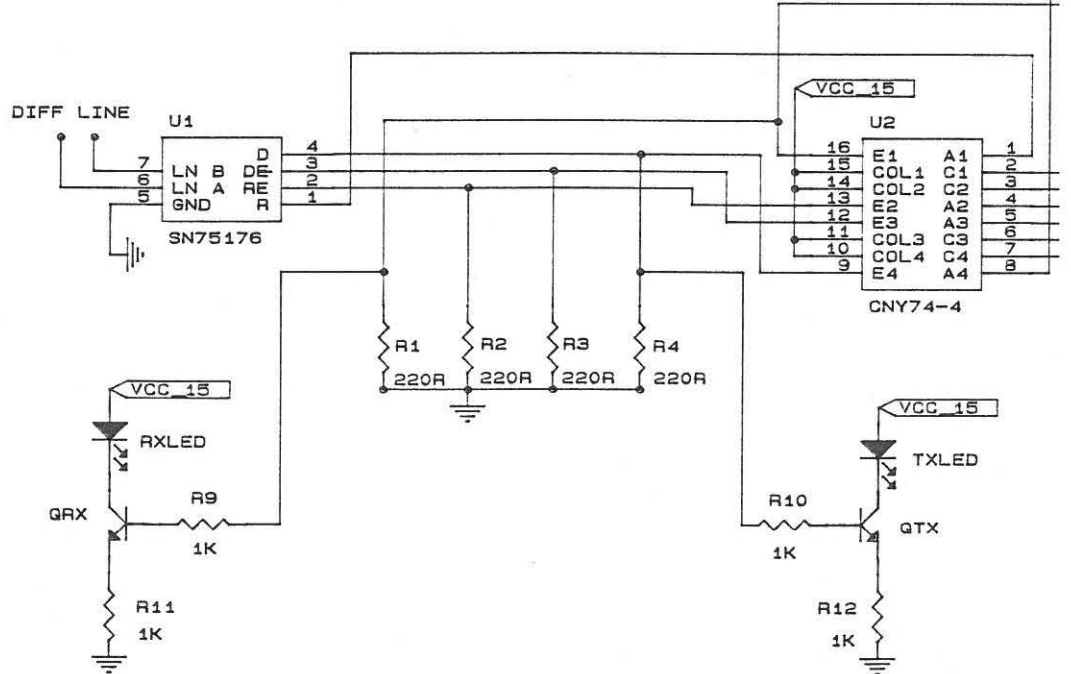 VCC_15
DIFF LINE
U1
U2
7 LN B D 4
6 LN A DE 3
5 GND RE 2
R 1
SN75176
16 E1 A1 1
15 COL1 C1 2
14 COL2 C2 3
13 E2 A2 4
12 E3 A3 5
11 COL3 C3 6
10 COL4 C4 7
9 E4 A4 8
CNY74-4
R1 R2 R3 R4
220R 220R 220R 220R
VCC_15
VCC_15
RXLED
TXLED
QRX
R9
1K
R10
1K
QTX
R11
1K
R12
1K